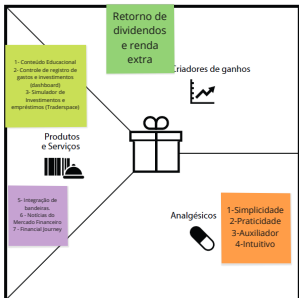 Retorno de
dividendos
e renda
extra
Criadores de ganhos
1- Conteúdo Educacional
2- Controle de registro de
gastos e investimentos
(dashboard)
3- Simulador de
Investimentos e
empréstimos (Traderspace)
Produtos
e Serviços
5- Integração de
bandeiras.
6 - Notícias do
Mercado Financeiro
7 - Financial Journey
Analgésicos
1-Simplicidade
2-Praticidade
3-Auxiliador
4-Intuitivo